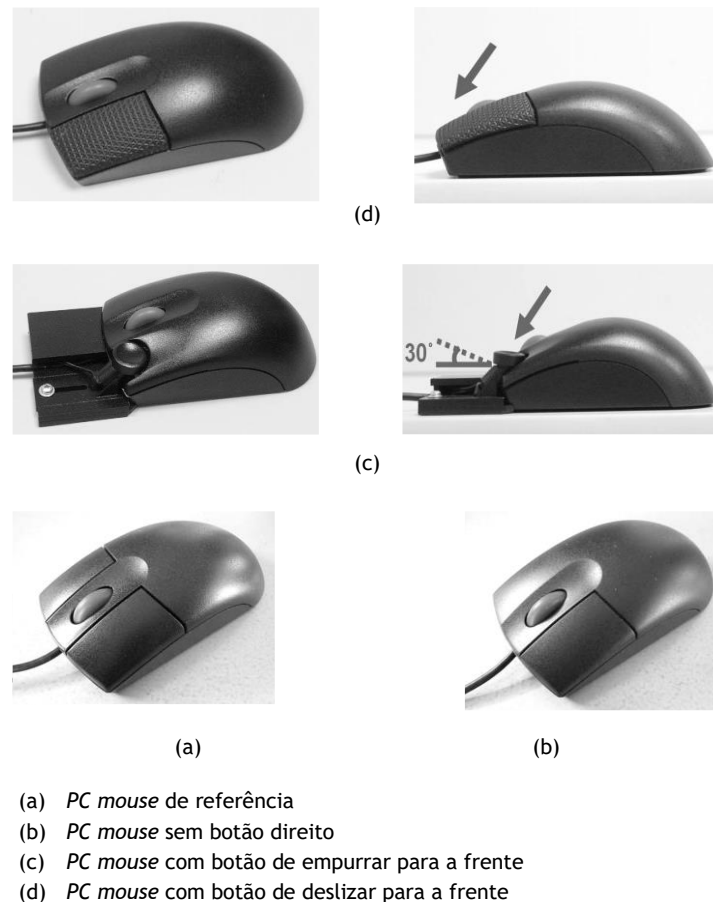 (d)
30°
(c)
(a)
(b)
(a) PC mouse de referência
(b) PC mouse sem botão direito
(c) PC mouse com botão de empurrar para a frente
(d) PC mouse com botão de deslizar para a frente